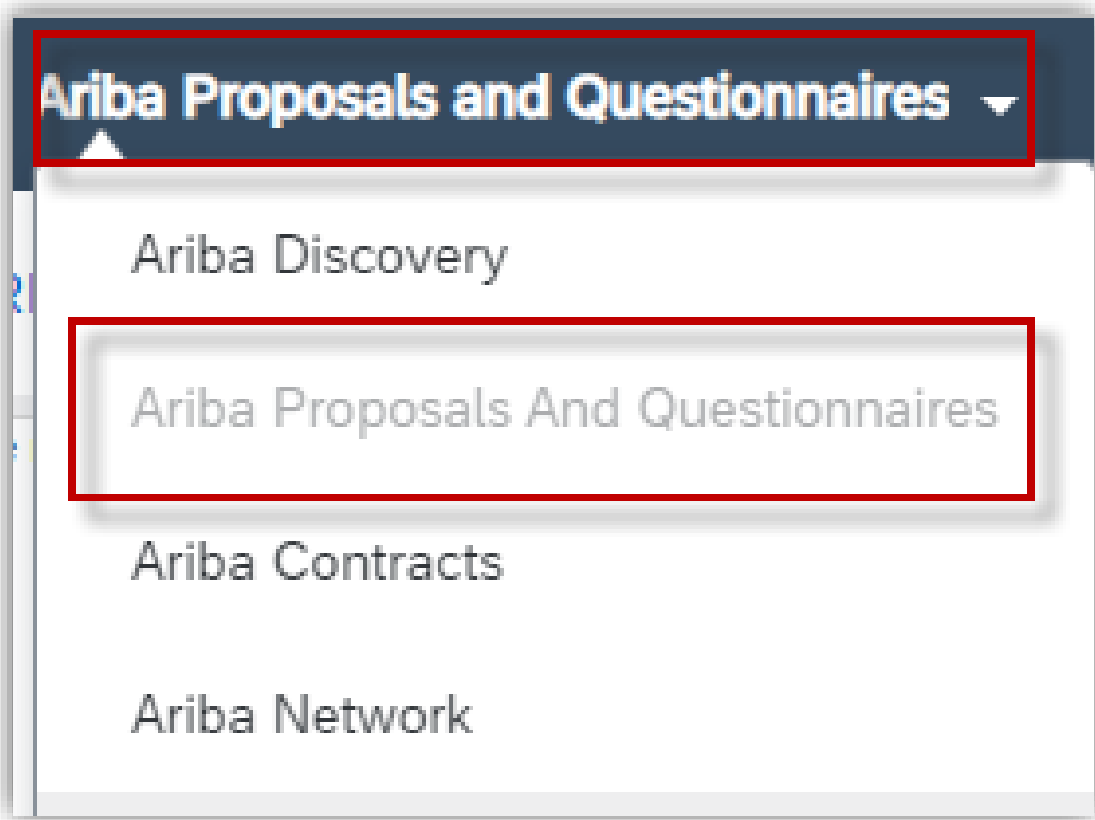 Ariba Proposals and Questionnaires
Ariba Discovery
Ariba Proposals And Questionnaires
Ariba Contracts
Ariba Network